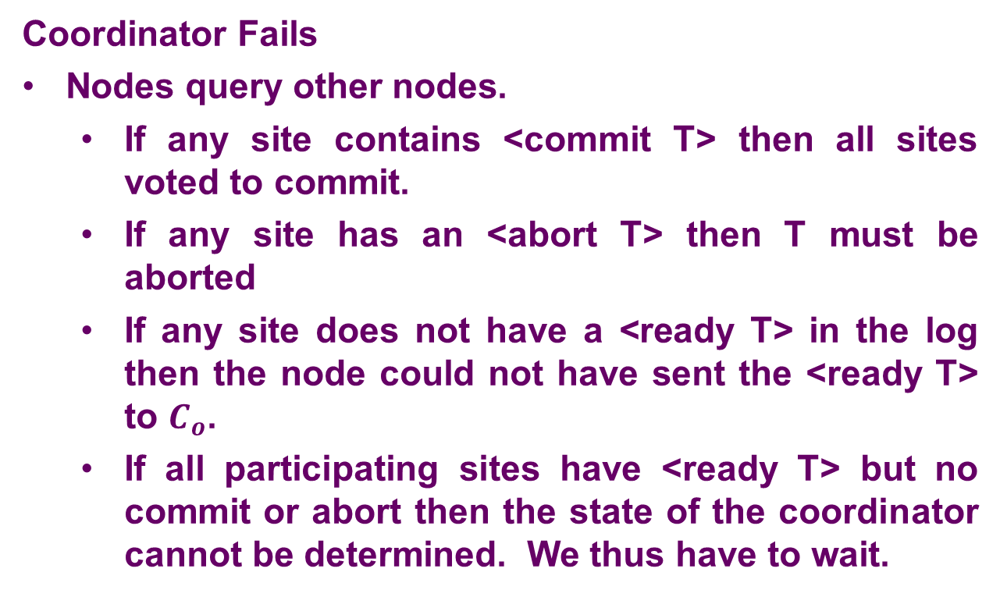 Coordinator Fails
• Nodes query other nodes.
• If any site contains <commit T> then all sites
voted to commit.
• If any site has an <abort T> then T must be
aborted
• If any site does not have a <ready T> in the log
then the node could not have sent the <ready T>
to Cₒ.
• If all participating sites have <ready T> but no
commit or abort then the state of the coordinator
cannot be determined.  We thus have to wait.